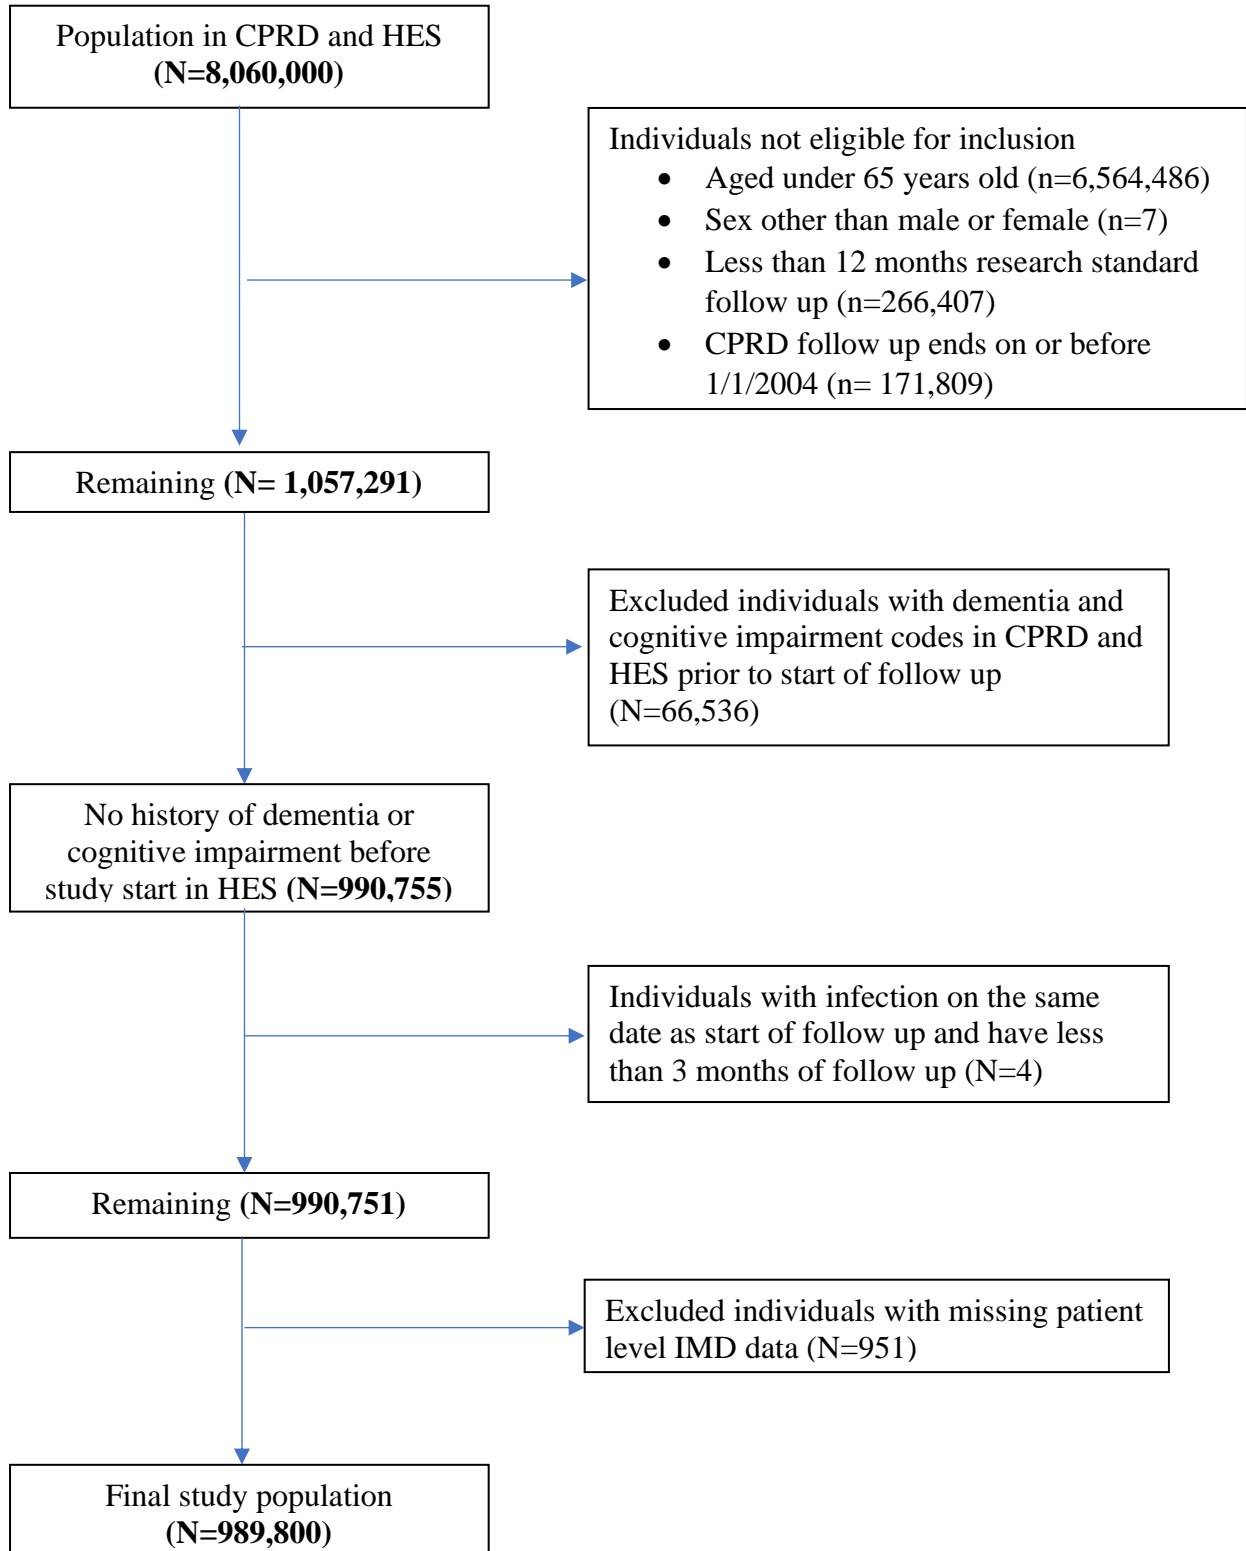 Population in CPRD and HES
(N=8,060,000)
Individuals not eligible for inclusion
• Aged under 65 years old (n=6,564,486)
• Sex other than male or female (n=7)
• Less than 12 months research standard
follow up (n=266,407)
• CPRD follow up ends on or before
1/1/2004 (n= 171,809)
Remaining (N= 1,057,291)
Excluded individuals with dementia and
cognitive impairment codes in CPRD and
HES prior to start of follow up
(N=66,536)
No history of dementia or
cognitive impairment before
study start in HES (N=990,755)
Individuals with infection on the same
date as start of follow up and have less
than 3 months of follow up (N=4)
Remaining (N=990,751)
Excluded individuals with missing patient
level IMD data (N=951)
Final study population
(N=989,800)